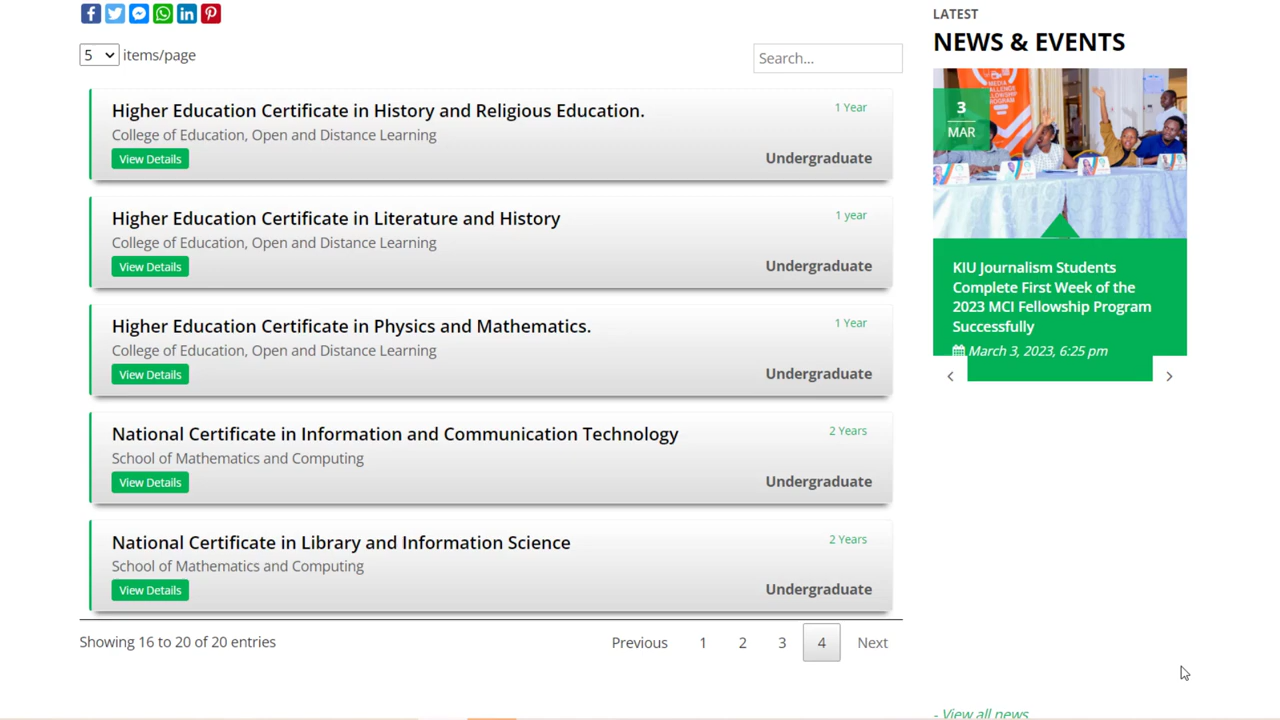 5 items/page
Search...
Higher Education Certificate in History and Religious Education.
1 Year
College of Education, Open and Distance Learning
View Details
Undergraduate
Higher Education Certificate in Literature and History
1 year
College of Education, Open and Distance Learning
View Details
Undergraduate
Higher Education Certificate in Physics and Mathematics.
1 Year
College of Education, Open and Distance Learning
View Details
Undergraduate
National Certificate in Information and Communication Technology
2 Years
School of Mathematics and Computing
View Details
Undergraduate
National Certificate in Library and Information Science
2 Years
School of Mathematics and Computing
View Details
Undergraduate
Showing 16 to 20 of 20 entries
Previous 1 2 3 4 Next
LATEST
NEWS & EVENTS
3
MAR
MEDIA
CHALLENGE
FELLOWSHIP
PROGRAM
KIU Journalism Students
Complete First Week of the
2023 MCI Fellowship Program
Successfully
March 3, 2023, 6:25 pm
- View all news